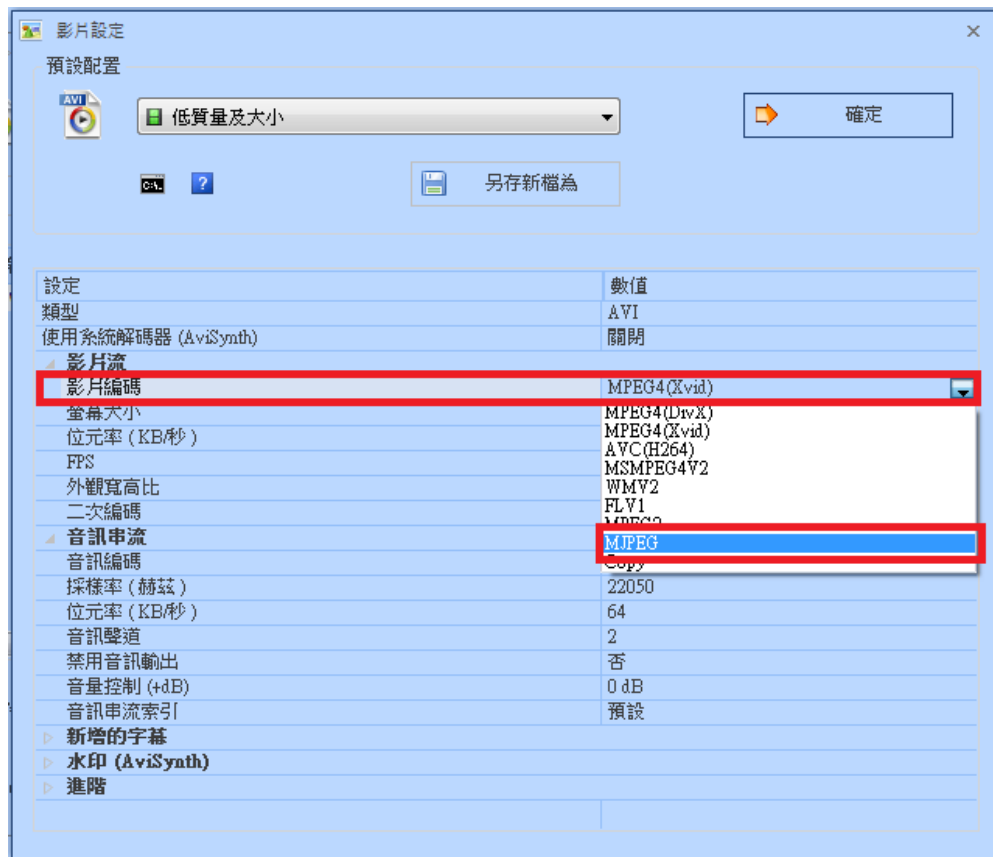 影片設定
預設配置
AVI
低質量及大小
確定
C:\.
?
另存新檔為
設定 數值
類型 AVI
使用系統解碼器 (AviSynth) 關閉
影片流
影片編碼 MPEG4(Xvid)
螢幕大小
MPEG4(DivX)
位元率 (KB/秒)
MPEG4(Xvid)
AVC(H264)
FPS
MSMPEG4V2
外觀寬高比
WMV2
二次編碼
FLV1
MPEG2
音訊串流
MJPEG
音訊編碼
Copy
採樣率 (赫茲) 22050
位元率 (KB/秒) 64
音訊聲道 2
禁用音訊輸出 否
音量控制 (+dB) 0 dB
音訊串流索引 預設
新增的字幕
水印 (AviSynth)
進階